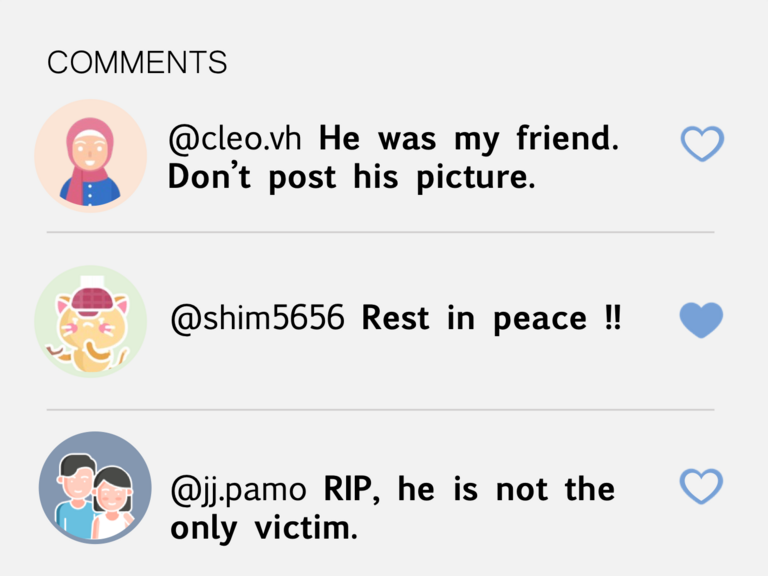 COMMENTS
@cleo.vh He was my friend.
Don’t post his picture.
@shim5656 Rest in peace !!
@jj.pamo RIP, he is not the
only victim.